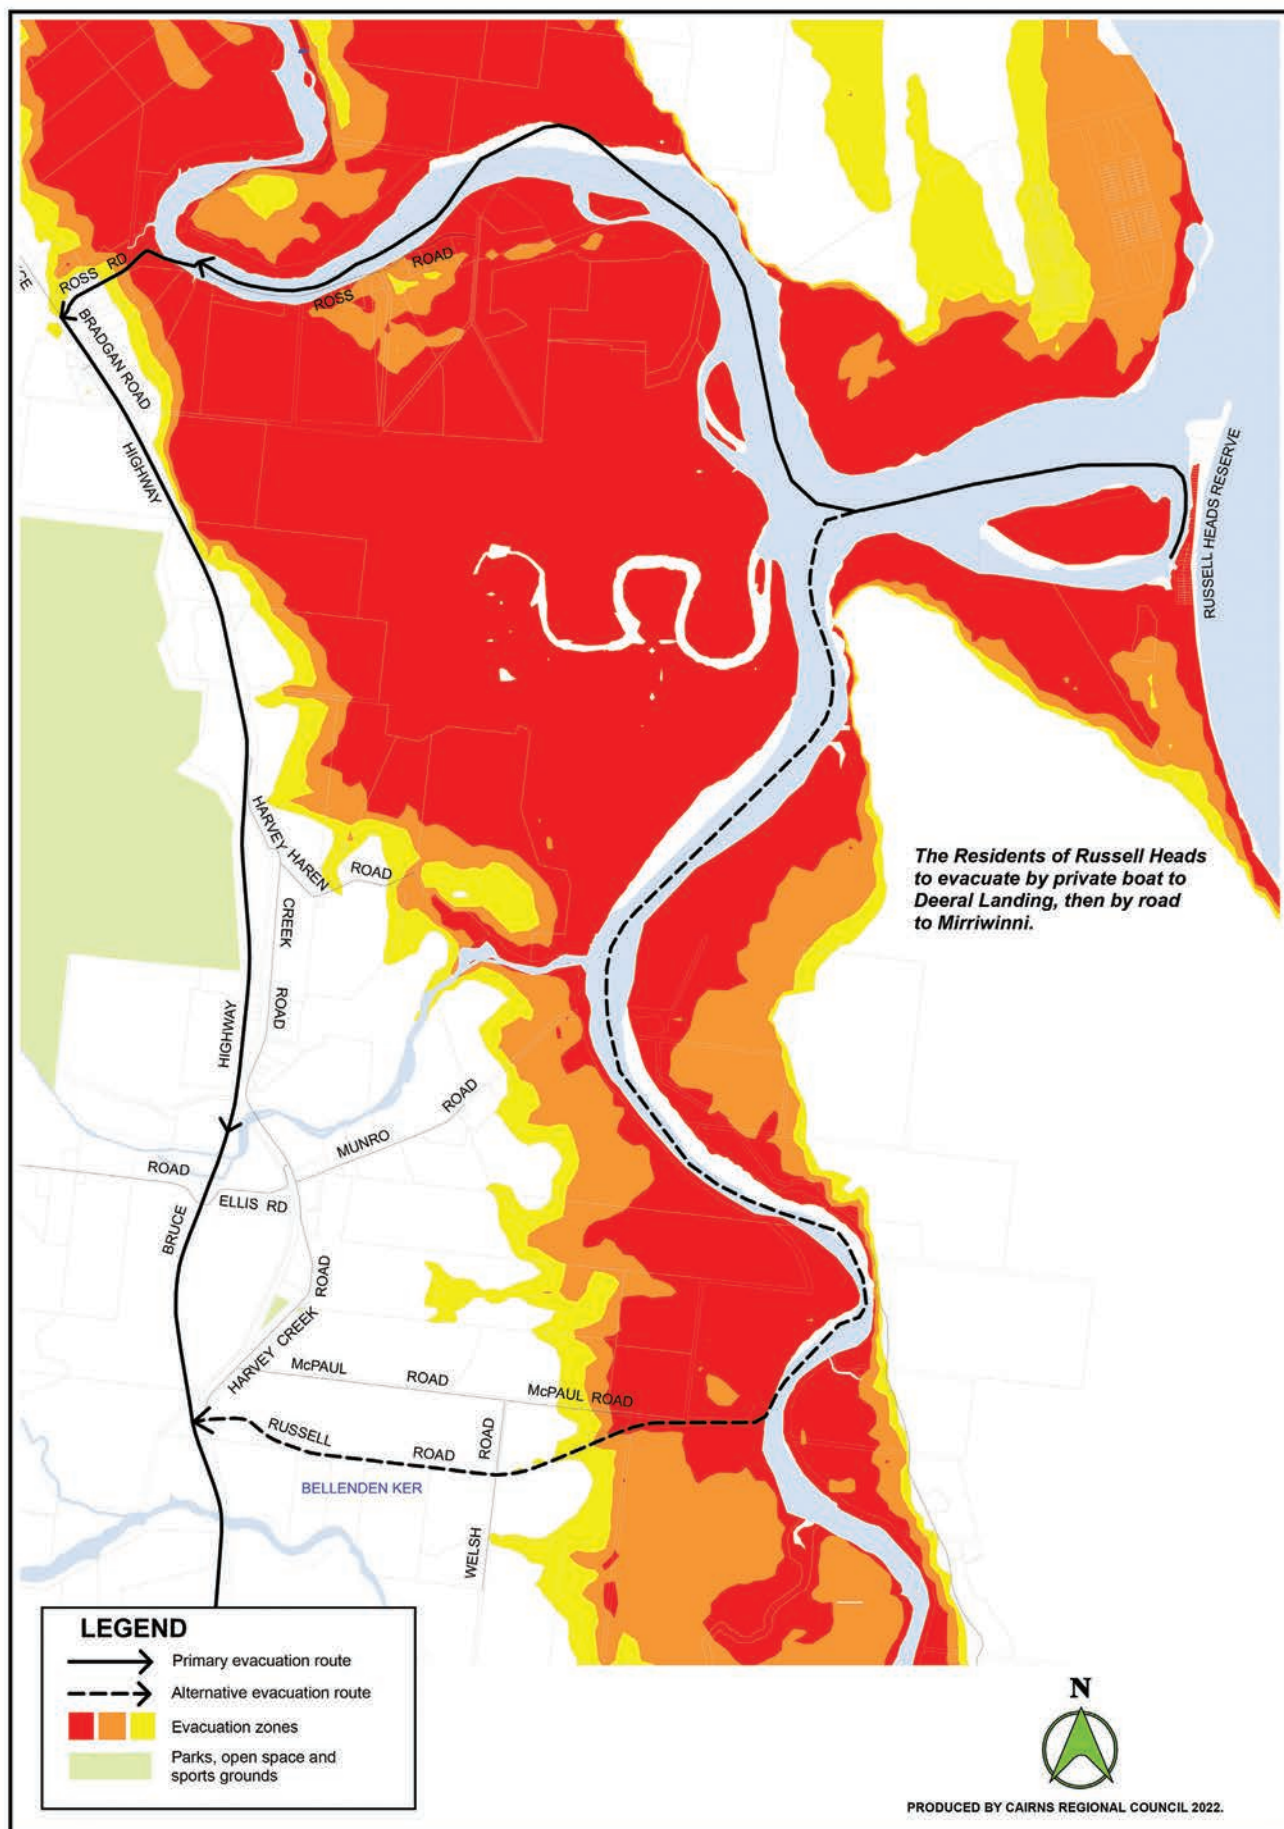 ROSS RD
ROSS ROAD
BRADGAN ROAD
HIGHWAY
RUSSELL HEADS RESERVE
HARVEY HAREN ROAD
The Residents of Russell Heads
to evacuate by private boat to
Deeral Landing, then by road
to Mirriwinni.
CREEK ROAD
HIGHWAY
MUNRO ROAD
ROAD
ELLIS RD
BRUCE
HARVEY CREEK ROAD
McPAUL ROAD
McPAUL ROAD
RUSSELL ROAD
WELSH ROAD
BELLENDEN KER
LEGEND
Primary evacuation route
Alternative evacuation route
Evacuation zones
Parks, open space and
sports grounds
N
PRODUCED BY CAIRNS REGIONAL COUNCIL 2022.